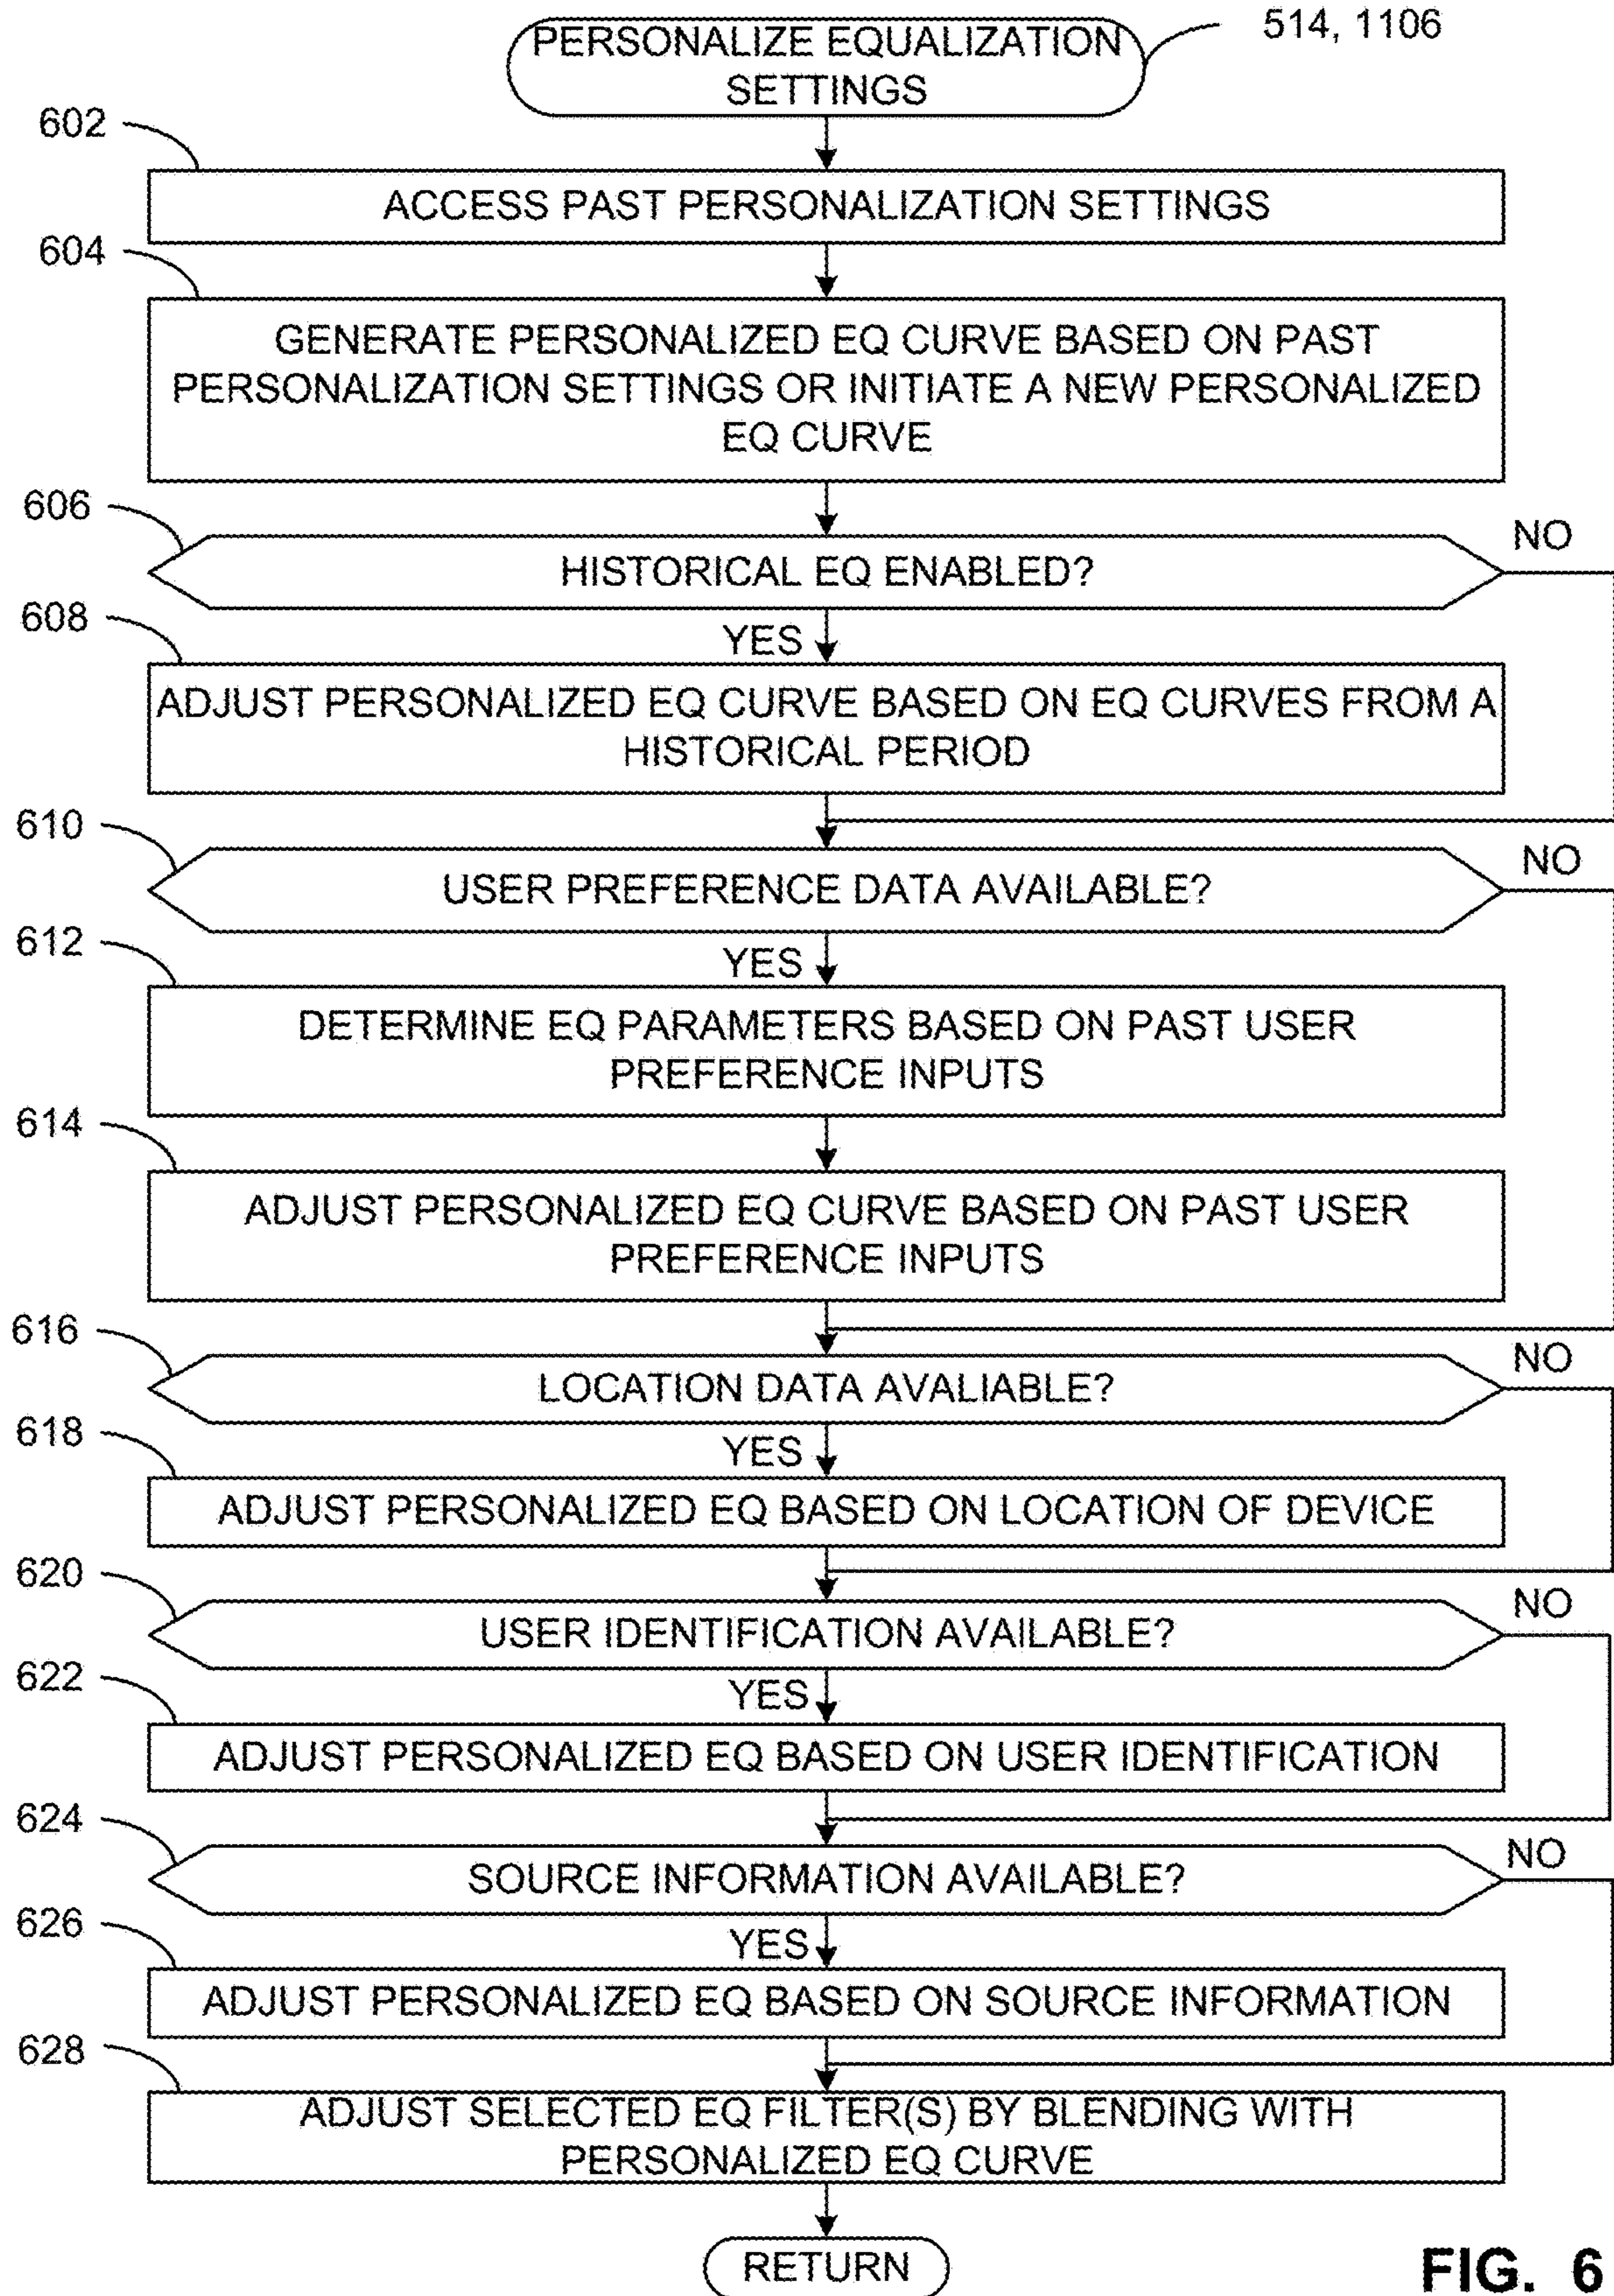 PERSONALIZE EQUALIZATION
SETTINGS
514, 1106
602
ACCESS PAST PERSONALIZATION SETTINGS
604
GENERATE PERSONALIZED EQ CURVE BASED ON PAST
PERSONALIZATION SETTINGS OR INITIATE A NEW PERSONALIZED
EQ CURVE
606
HISTORICAL EQ ENABLED?
NO
608
YES
ADJUST PERSONALIZED EQ CURVE BASED ON EQ CURVES FROM A
HISTORICAL PERIOD
610
USER PREFERENCE DATA AVAILABLE?
NO
612
YES
DETERMINE EQ PARAMETERS BASED ON PAST USER
PREFERENCE INPUTS
614
ADJUST PERSONALIZED EQ CURVE BASED ON PAST USER
PREFERENCE INPUTS
616
LOCATION DATA AVALIABLE?
NO
618
YES
ADJUST PERSONALIZED EQ BASED ON LOCATION OF DEVICE
620
USER IDENTIFICATION AVAILABLE?
NO
622
YES
ADJUST PERSONALIZED EQ BASED ON USER IDENTIFICATION
624
SOURCE INFORMATION AVAILABLE?
NO
626
YES
ADJUST PERSONALIZED EQ BASED ON SOURCE INFORMATION
628
ADJUST SELECTED EQ FILTER(S) BY BLENDING WITH
PERSONALIZED EQ CURVE
RETURN
FIG. 6